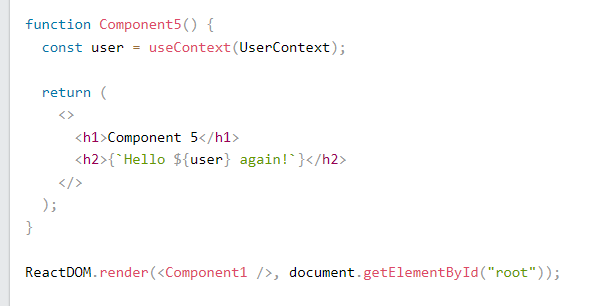 function Component5() {
  const user = useContext(UserContext);

  return (
    <>
      <h1>Component 5</h1>
      <h2>{`Hello ${user} again!`}</h2>
    </>
  );
}

ReactDOM.render(<Component1 />, document.getElementById("root"));